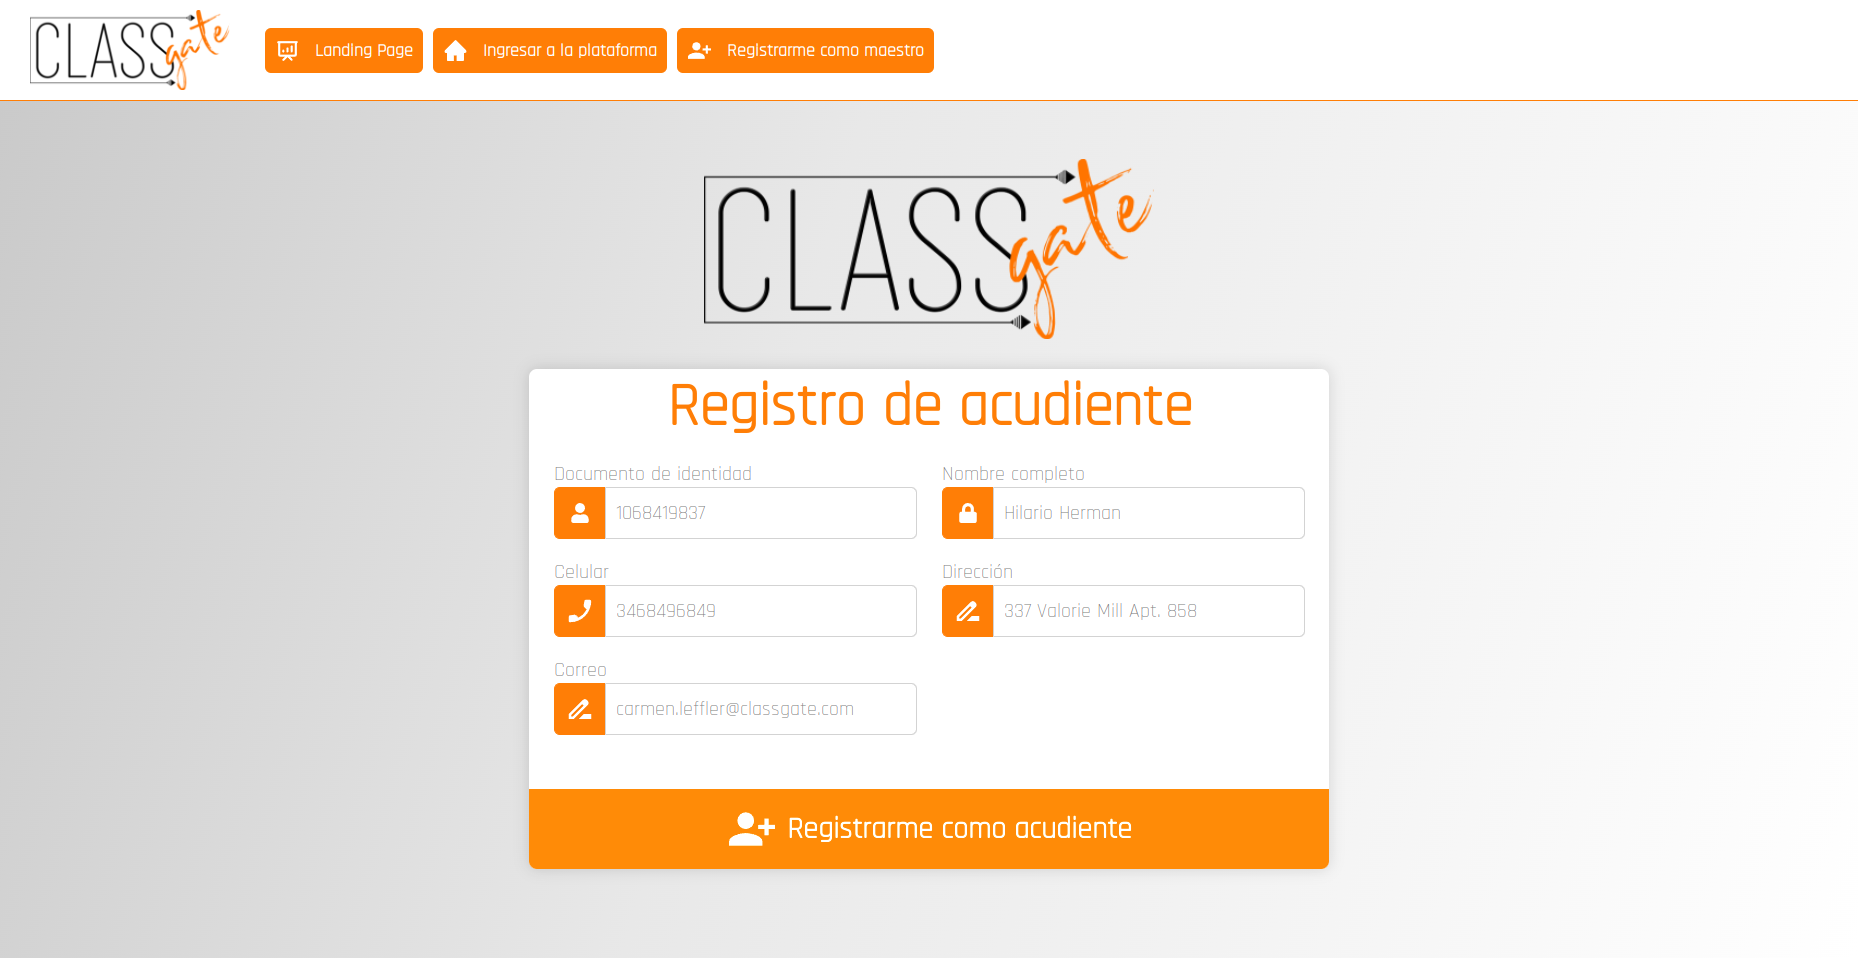 CLASSgate
Landing Page
Ingresar a la plataforma
Registrarme como maestro
CLASSgate
Registro de acudiente
Documento de identidad
Nombre completo
1068419837
Hilario Herman
Celular
Dirección
3468496849
337 Valorie Mill Apt. 858
Correo
carmen.leffler@classgate.com
Registrarme como acudiente